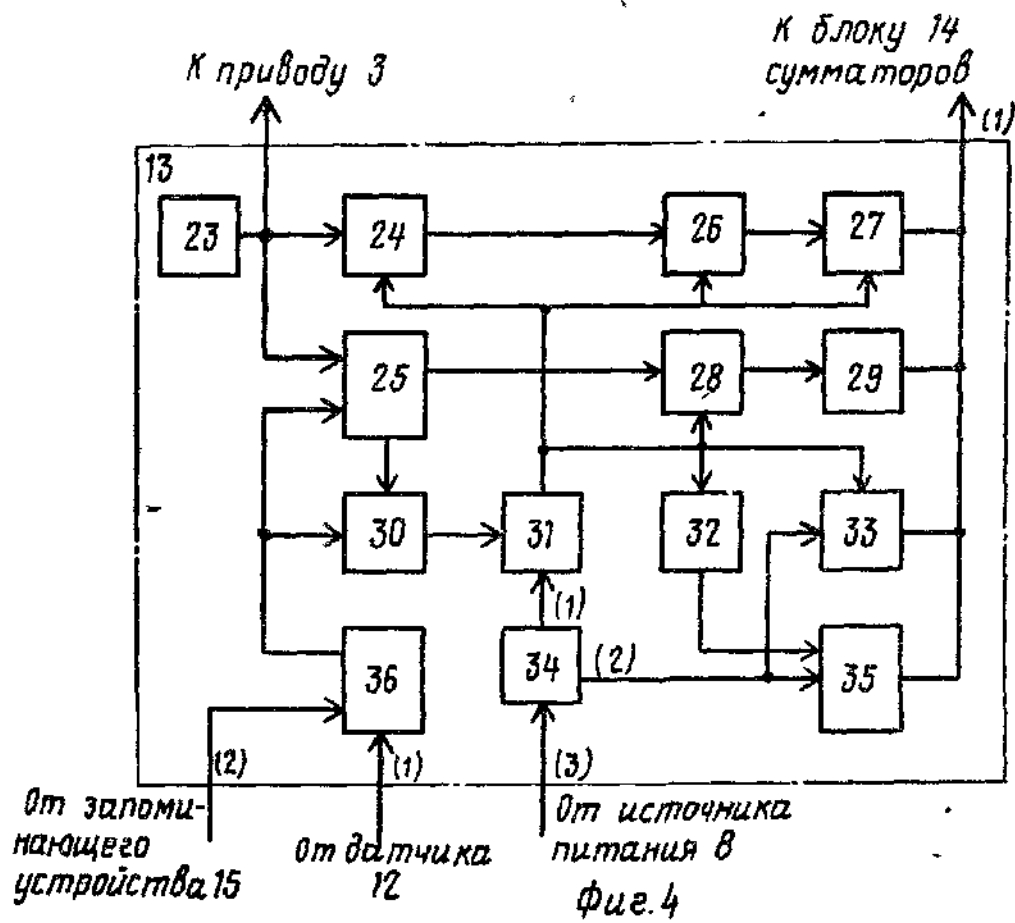 К приводу 3
К блоку 14
сумматоров
(1)
13
23
24
26
27
25
28
29
30
31
32
33
(1)
36
34
(2)
35
(2)
(1)
(3)
От запоми-
нающего
устройства 15
От датчика
12
От источника
питания 8
Фиг. 4